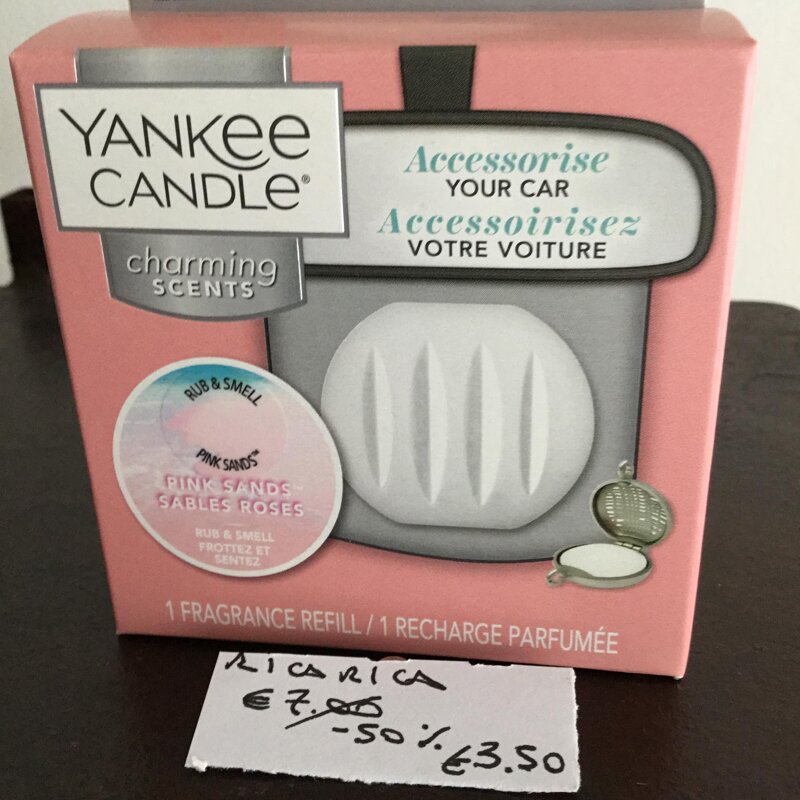 YANKEE
CANDLE®
charming
SCENTS
Accessorise
YOUR CAR
Accessoirisez
VOTRE VOITURE
RUB & SMELL
PINK SANDS™
PINK SANDS™
SABLES ROSES
RUB & SMELL
FROTTEZ ET
SENTEZ
1 FRAGRANCE REFILL / 1 RECHARGE PARFUMÉE
RICARICA
€7.00
-50%
€3.50